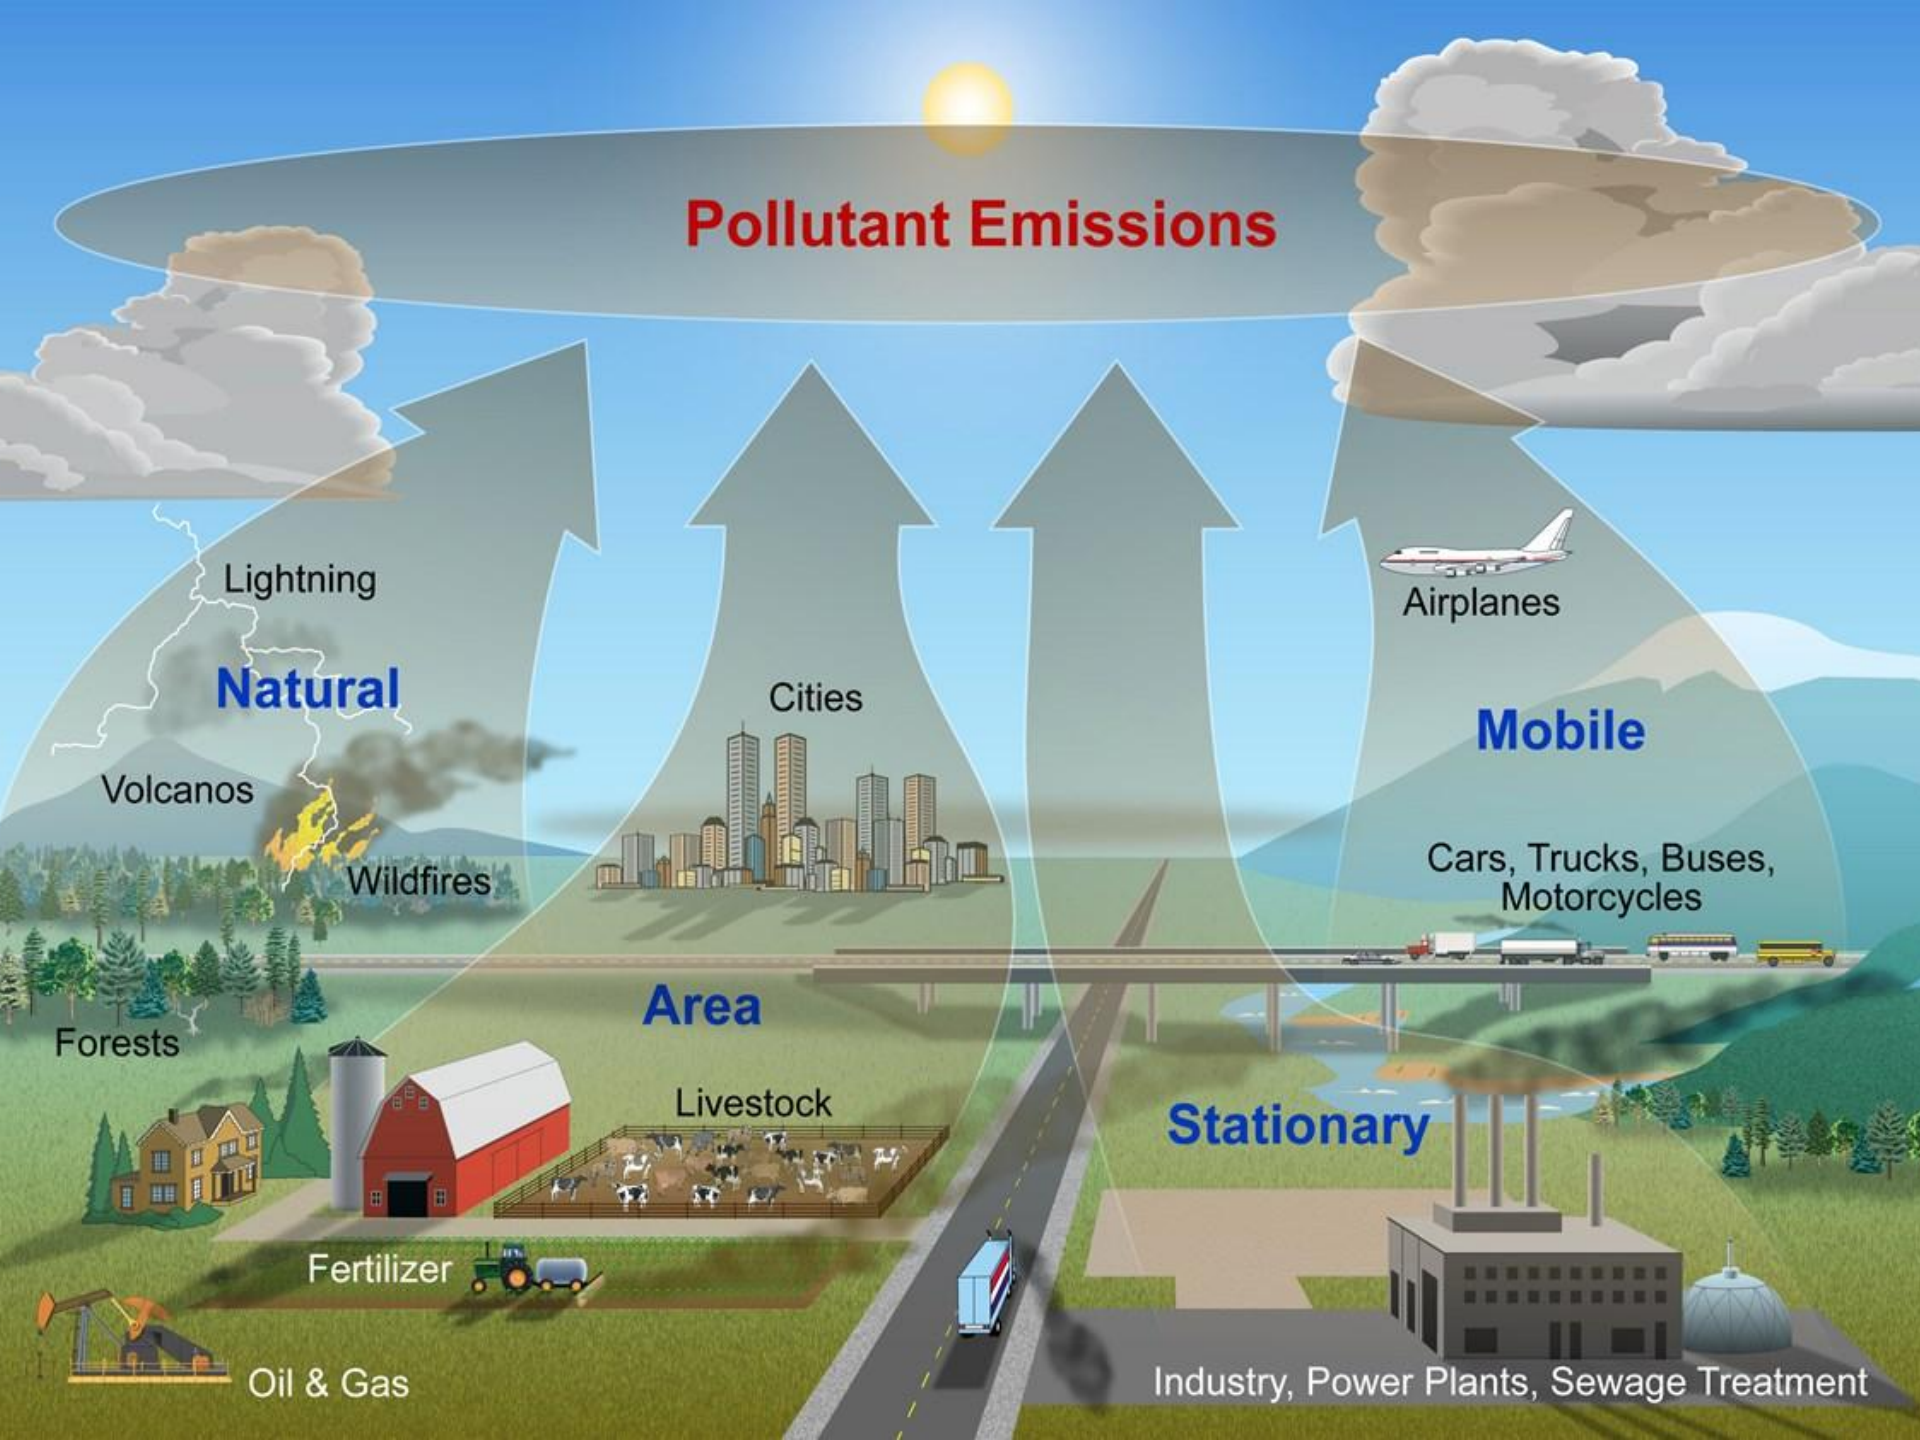 Pollutant Emissions
Lightning
Natural
Volcanos
Wildfires
Forests
Cities
Area
Livestock
Fertilizer
Oil & Gas
Airplanes
Mobile
Cars, Trucks, Buses,
Motorcycles
Stationary
Industry, Power Plants, Sewage Treatment